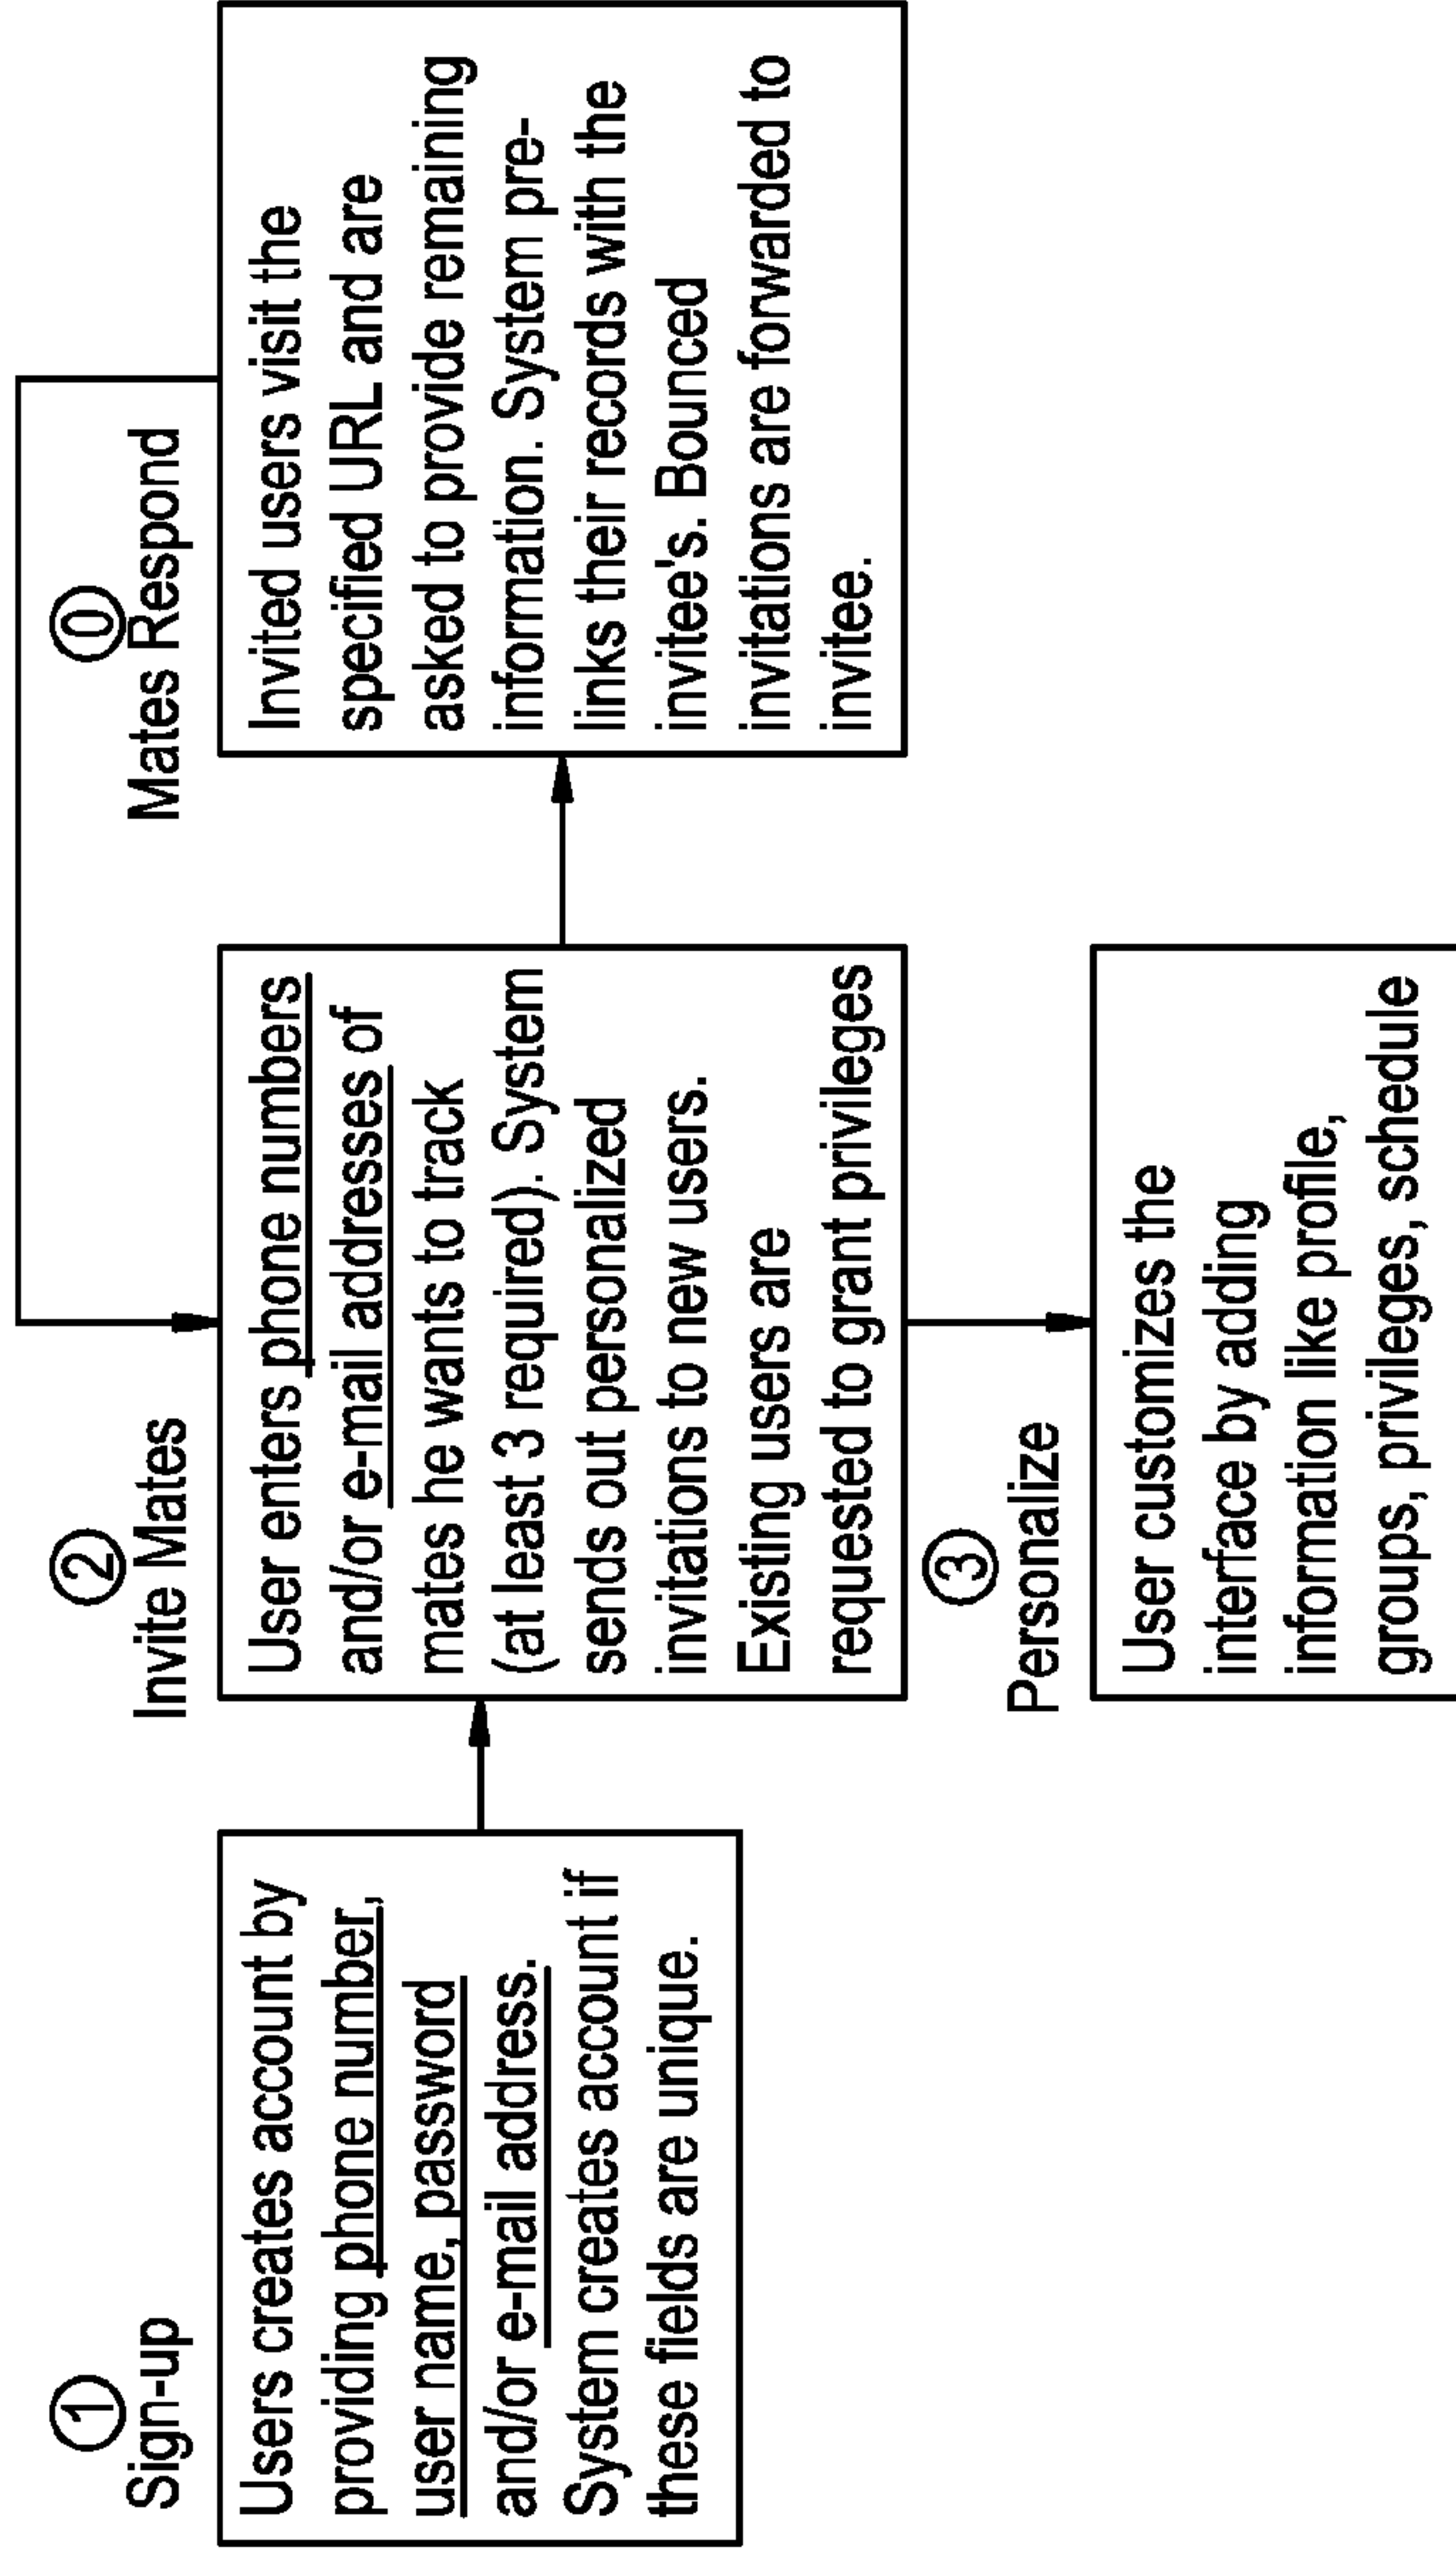 1
Sign-up
Users creates account by
providing phone number,
user name, password
and/or e-mail address.
System creates account if
these fields are unique.
2
Invite Mates
User enters phone numbers
and/or e-mail addresses of
mates he wants to track
(at least 3 required). System
sends out personalized
invitations to new users.
Existing users are
requested to grant privileges
0
Mates Respond
Invited users visit the
specified URL and are
asked to provide remaining
information. System pre-
links their records with the
invitee's. Bounced
invitations are forwarded to
invitee.
3
Personalize
User customizes the
interface by adding
information like profile,
groups, privileges, schedule